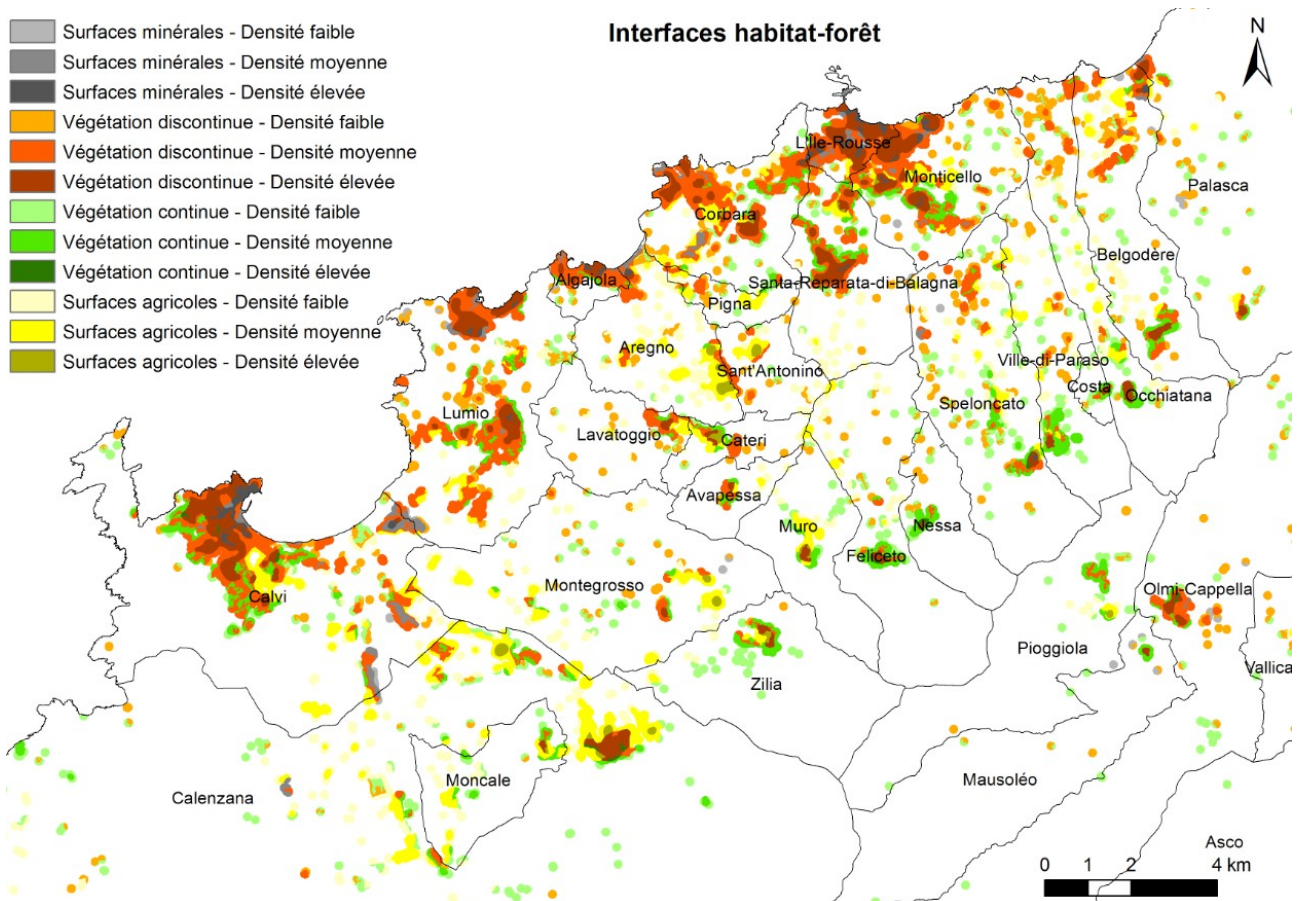 Interfaces habitat-forêt
N
Surfaces minérales - Densité faible
Surfaces minérales - Densité moyenne
Surfaces minérales - Densité élevée
Végétation discontinue - Densité faible
Végétation discontinue - Densité moyenne
Végétation discontinue - Densité élevée
Végétation continue - Densité faible
Végétation continue - Densité moyenne
Végétation continue - Densité élevée
Surfaces agricoles - Densité faible
Surfaces agricoles - Densité moyenne
Surfaces agricoles - Densité élevée
L'Ile-Rousse
Monticello
Palasca
Corbara
Belgodère
Algajola
Santa-Reparata-di-Balagna
Pigna
Aregno
Sant'Antonino
Ville-di-Paraso
Costa
Occhiatana
Speloncato
Lumio
Lavatoggio
Cateri
Avapessa
Muro
Nessa
Feliceto
Montegrosso
Calvi
Olmi-Cappella
Pioggiola
Vallica
Zilia
Moncale
Mausoléo
Calenzana
Asco
0 1 2 4 km